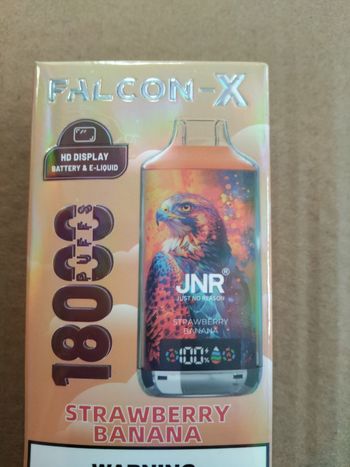 FALCON-X
HD DISPLAY
BATTERY & E-LIQUID
18000
PUFFS
JNR®
JUST NO REASON
STRAWBERRY
BANANA
100%
STRAWBERRY
BANANA
WARNING